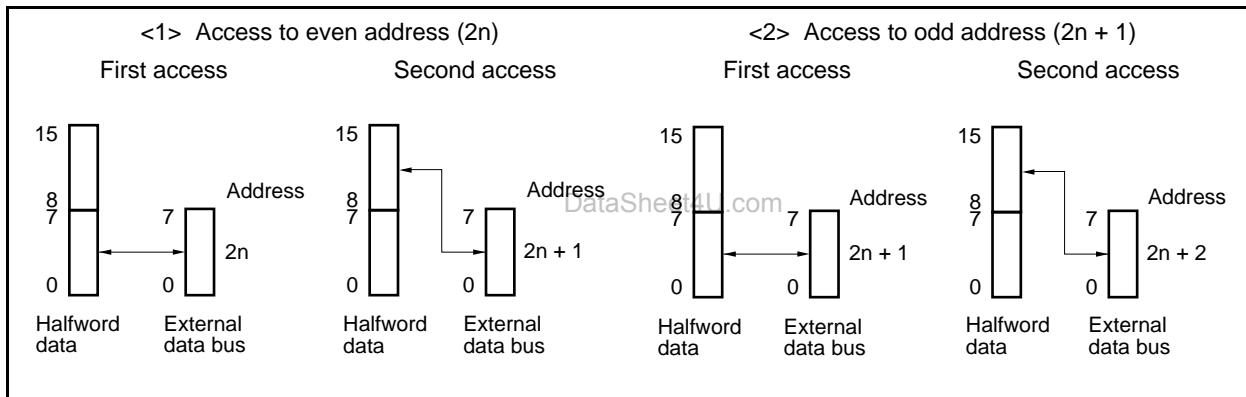 <1> Access to even address (2n)
First access
15
8
7
0
Halfword
data
Address
7
2n
0
External
data bus
Second access
15
8
7
0
Halfword
data
Address
7
2n + 1
0
External
data bus
<2> Access to odd address (2n + 1)
First access
15
8
7
0
Halfword
data
Address
7
2n + 1
0
External
data bus
Second access
15
8
7
0
Halfword
data
Address
7
2n + 2
0
External
data bus
DataSheet4U.com